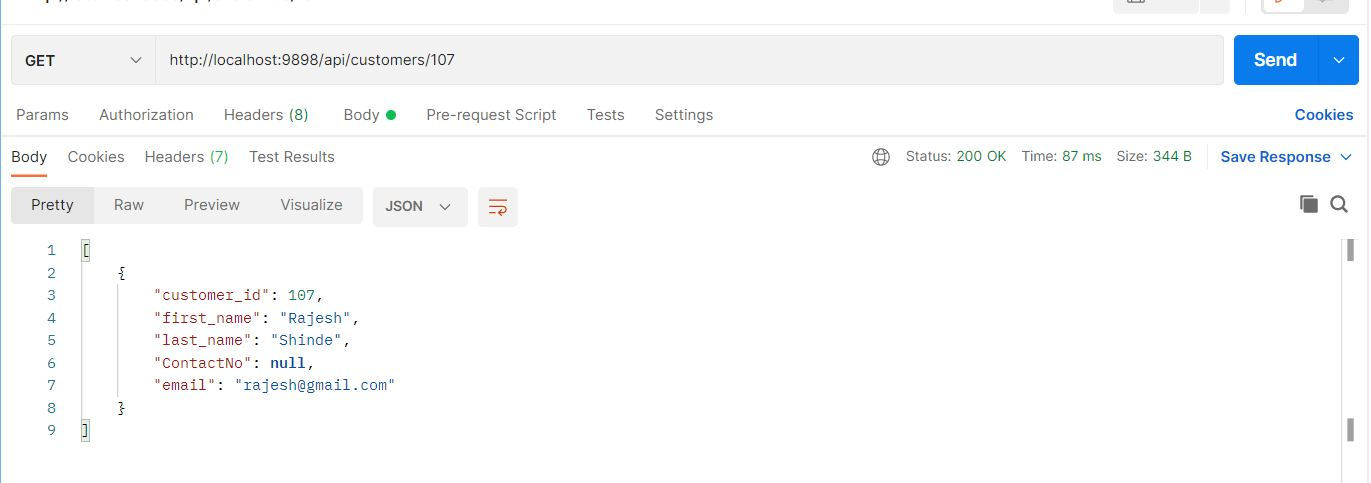 GET http://localhost:9898/api/customers/107 Send
Params Authorization Headers (8) Body Pre-request Script Tests Settings Cookies
Body Cookies Headers (7) Test Results Status: 200 OK Time: 87 ms Size: 344 B Save Response
Pretty Raw Preview Visualize JSON
1 [
2 {
3 "customer_id": 107,
4 "first_name": "Rajesh",
5 "last_name": "Shinde",
6 "ContactNo": null,
7 "email": "rajesh@gmail.com"
8 }
9 ]